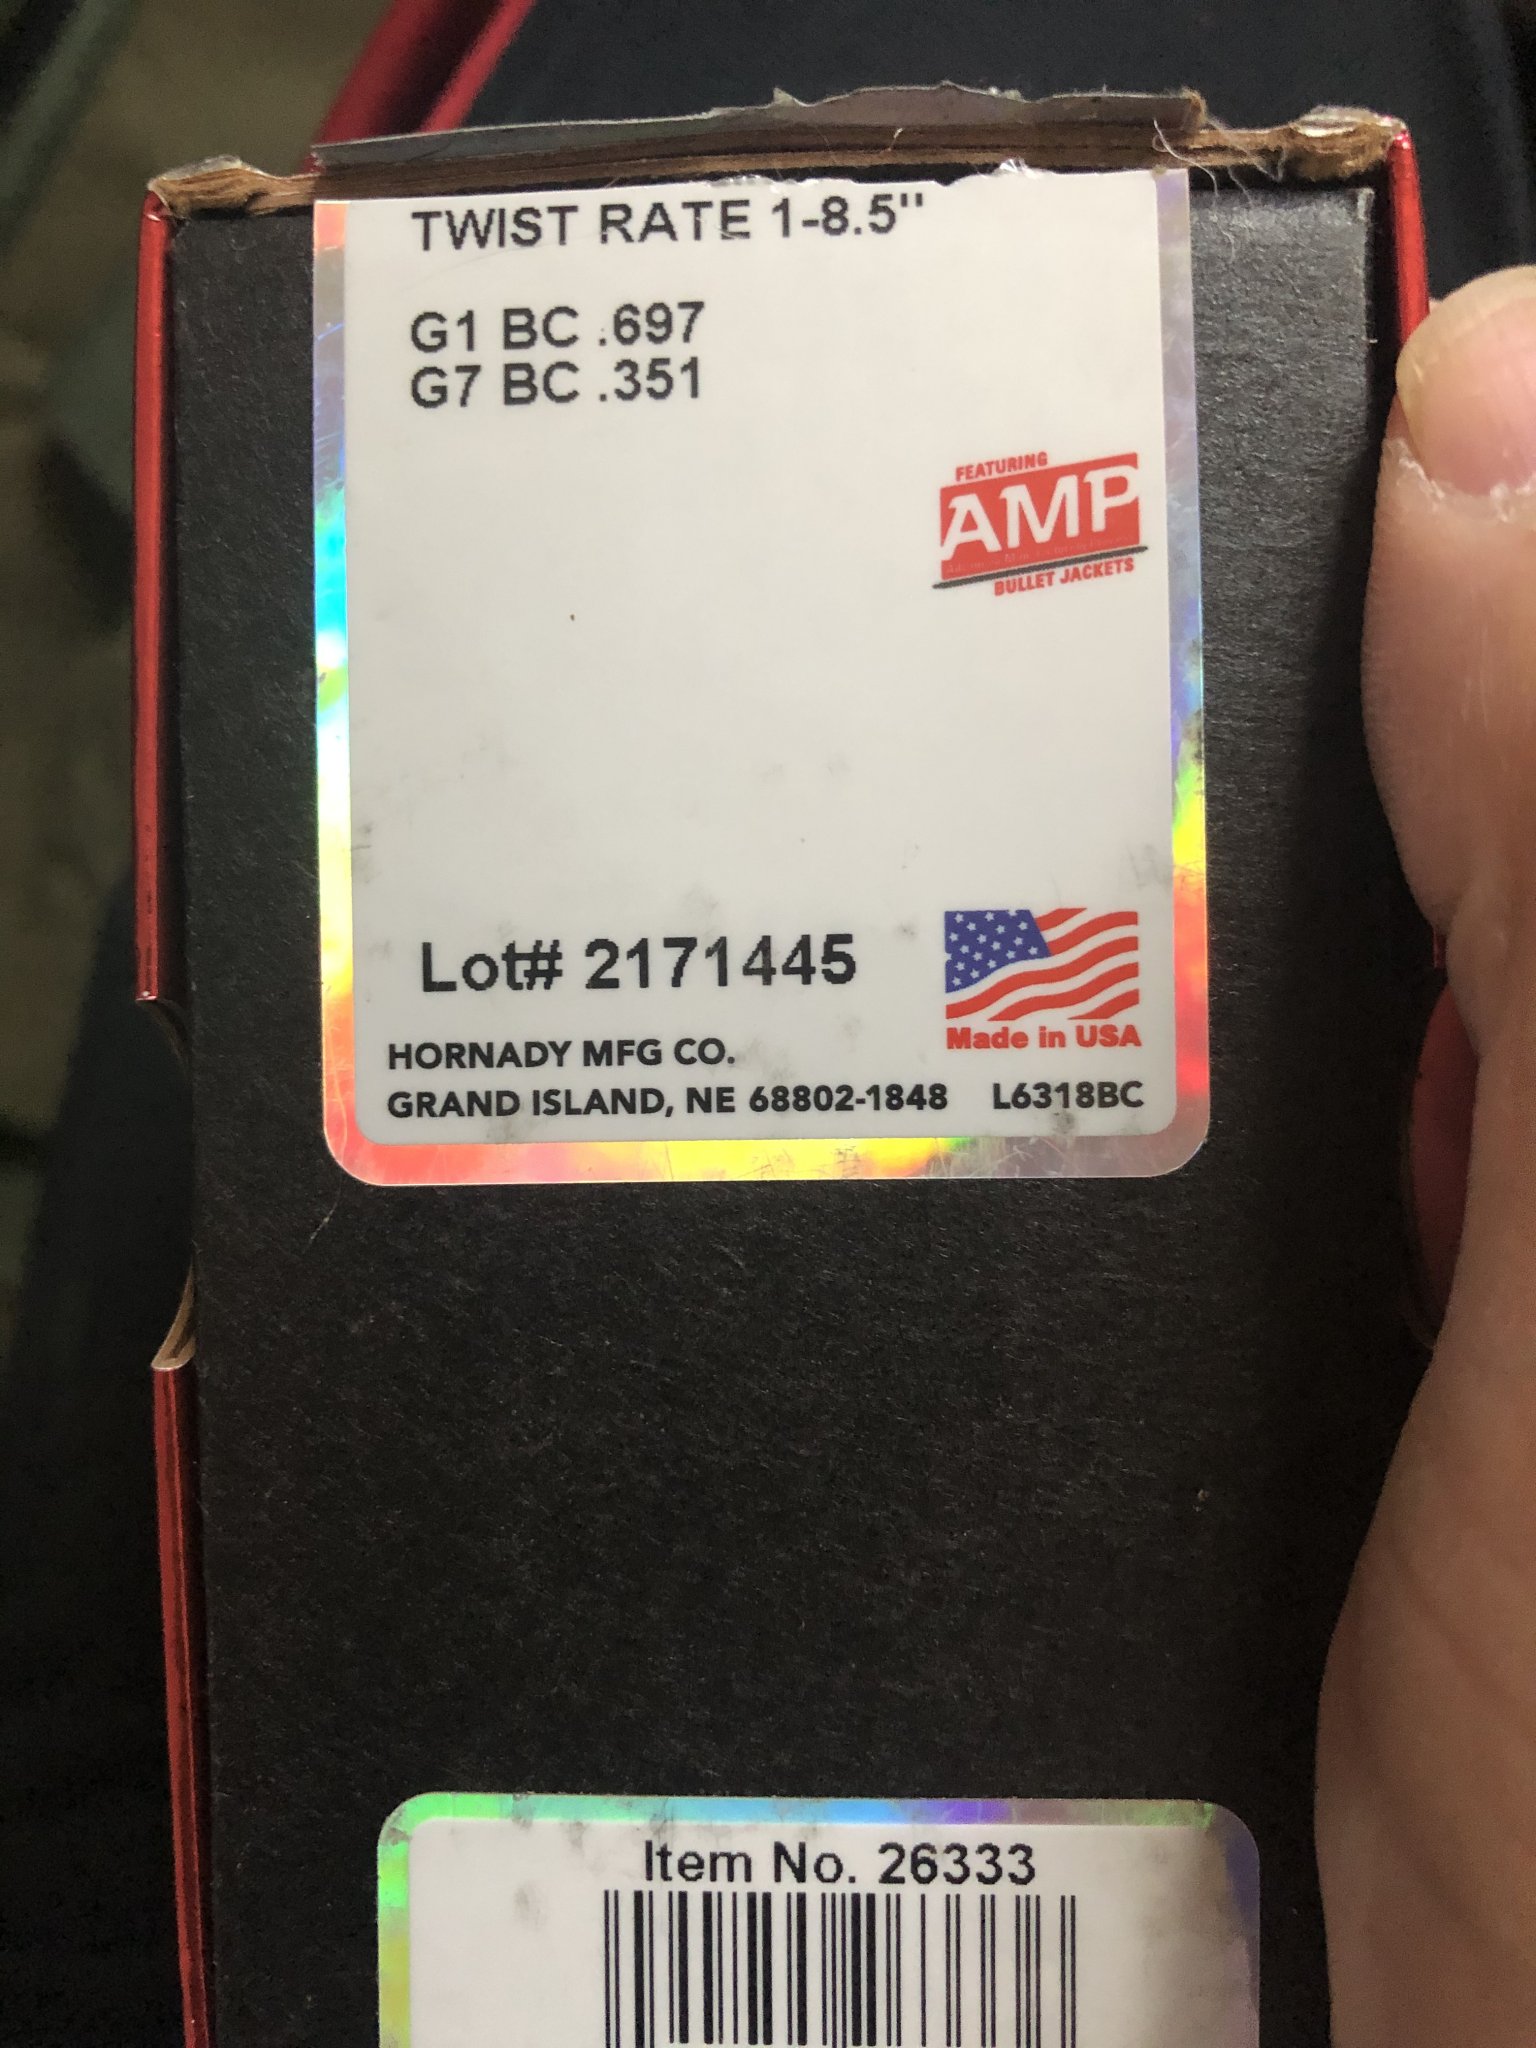 TWIST RATE 1-8.5"
G1 BC .697
G7 BC .351
FEATURING
AMP
BULLET JACKETS
Lot# 2171445
Made in USA
HORNADY MFG CO.
GRAND ISLAND, NE 68802-1848 L6318BC
Item No. 26333